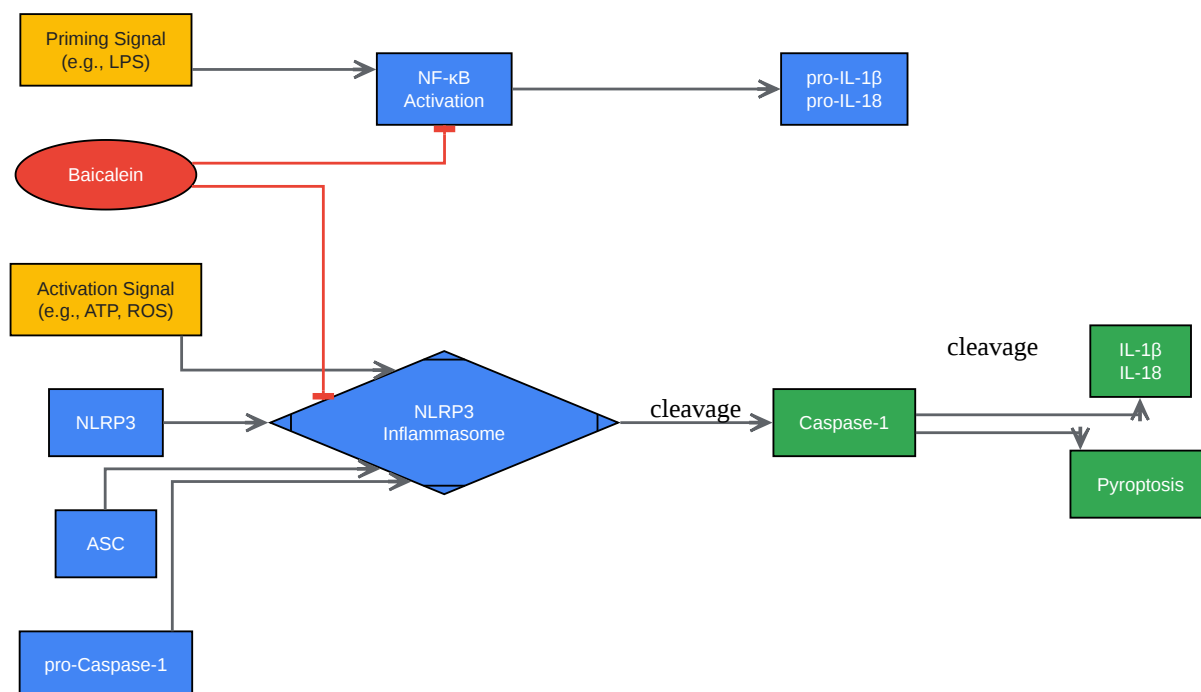 Priming Signal
(e.g., LPS)
NF-κB
Activation
pro-IL-1β
pro-IL-18
Baicalein
Activation Signal
(e.g., ATP, ROS)
cleavage
IL-1β
IL-18
NLRP3
NLRP3
Inflammasome
cleavage
Caspase-1
Pyroptosis
ASC
pro-Caspase-1